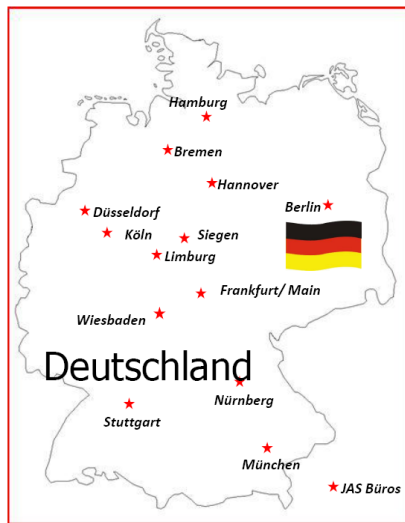 Hamburg
Bremen
Hannover
Düsseldorf
Berlin
Köln
Siegen
Limburg
Frankfurt/ Main
Wiesbaden
Deutschland
Nürnberg
Stuttgart
München
JAS Büros